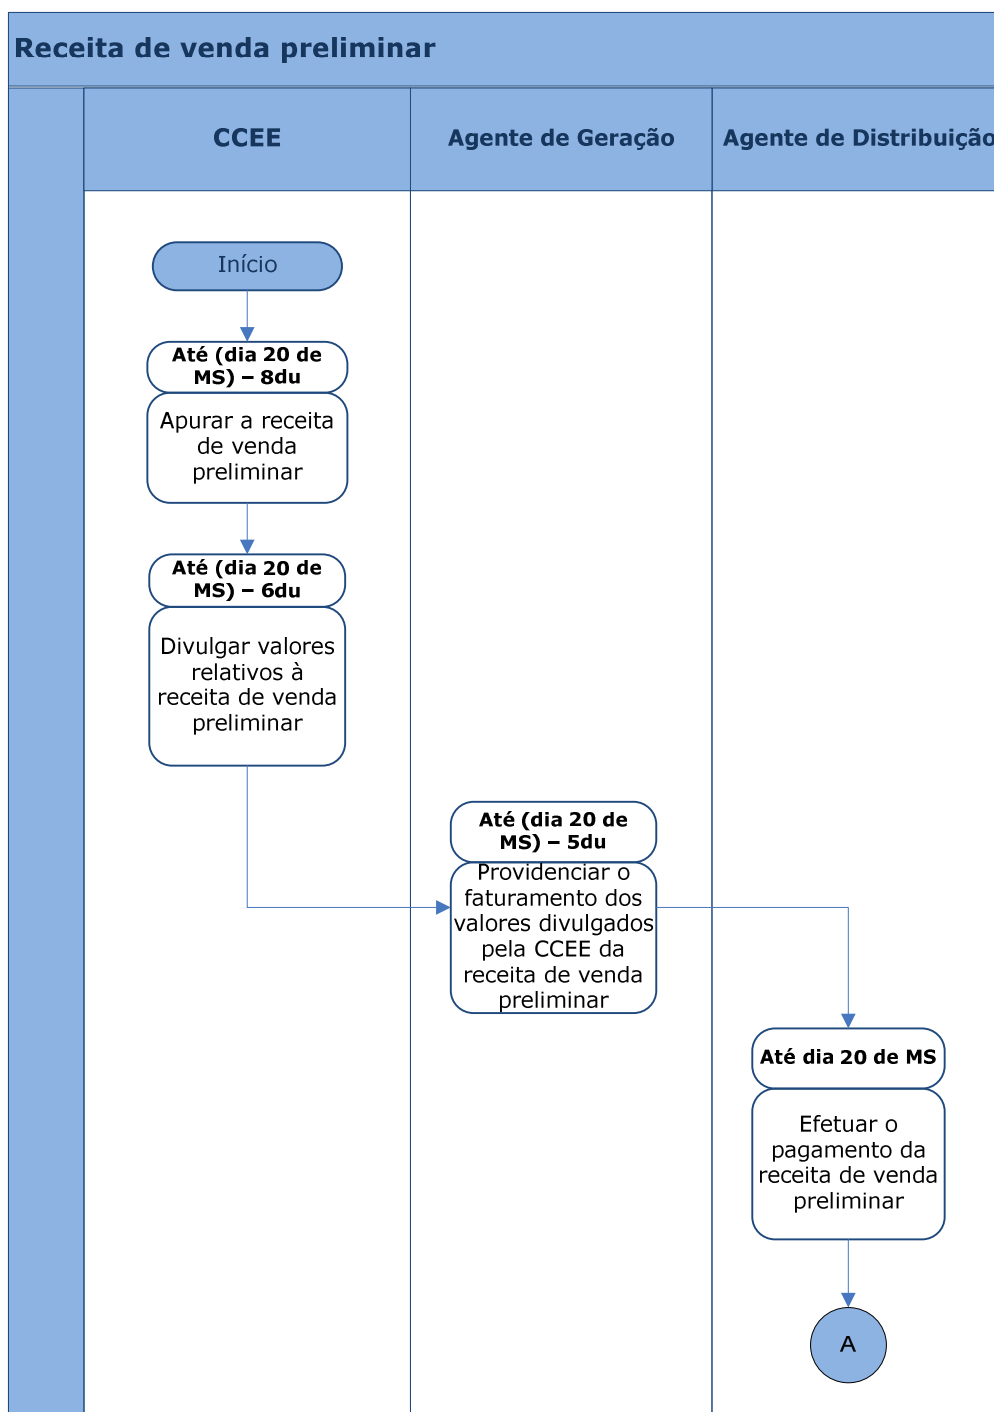 Receita de venda preliminar
CCEE
Agente de Geração
Agente de Distribuição
Início
Até (dia 20 de
MS) – 8du
Apurar a receita
de venda
preliminar
Até (dia 20 de
MS) – 6du
Divulgar valores
relativos à
receita de venda
preliminar
Até (dia 20 de
MS) – 5du
Providenciar o
faturamento dos
valores divulgados
pela CCEE da
receita de venda
preliminar
Até dia 20 de MS
Efetuar o
pagamento da
receita de venda
preliminar
A